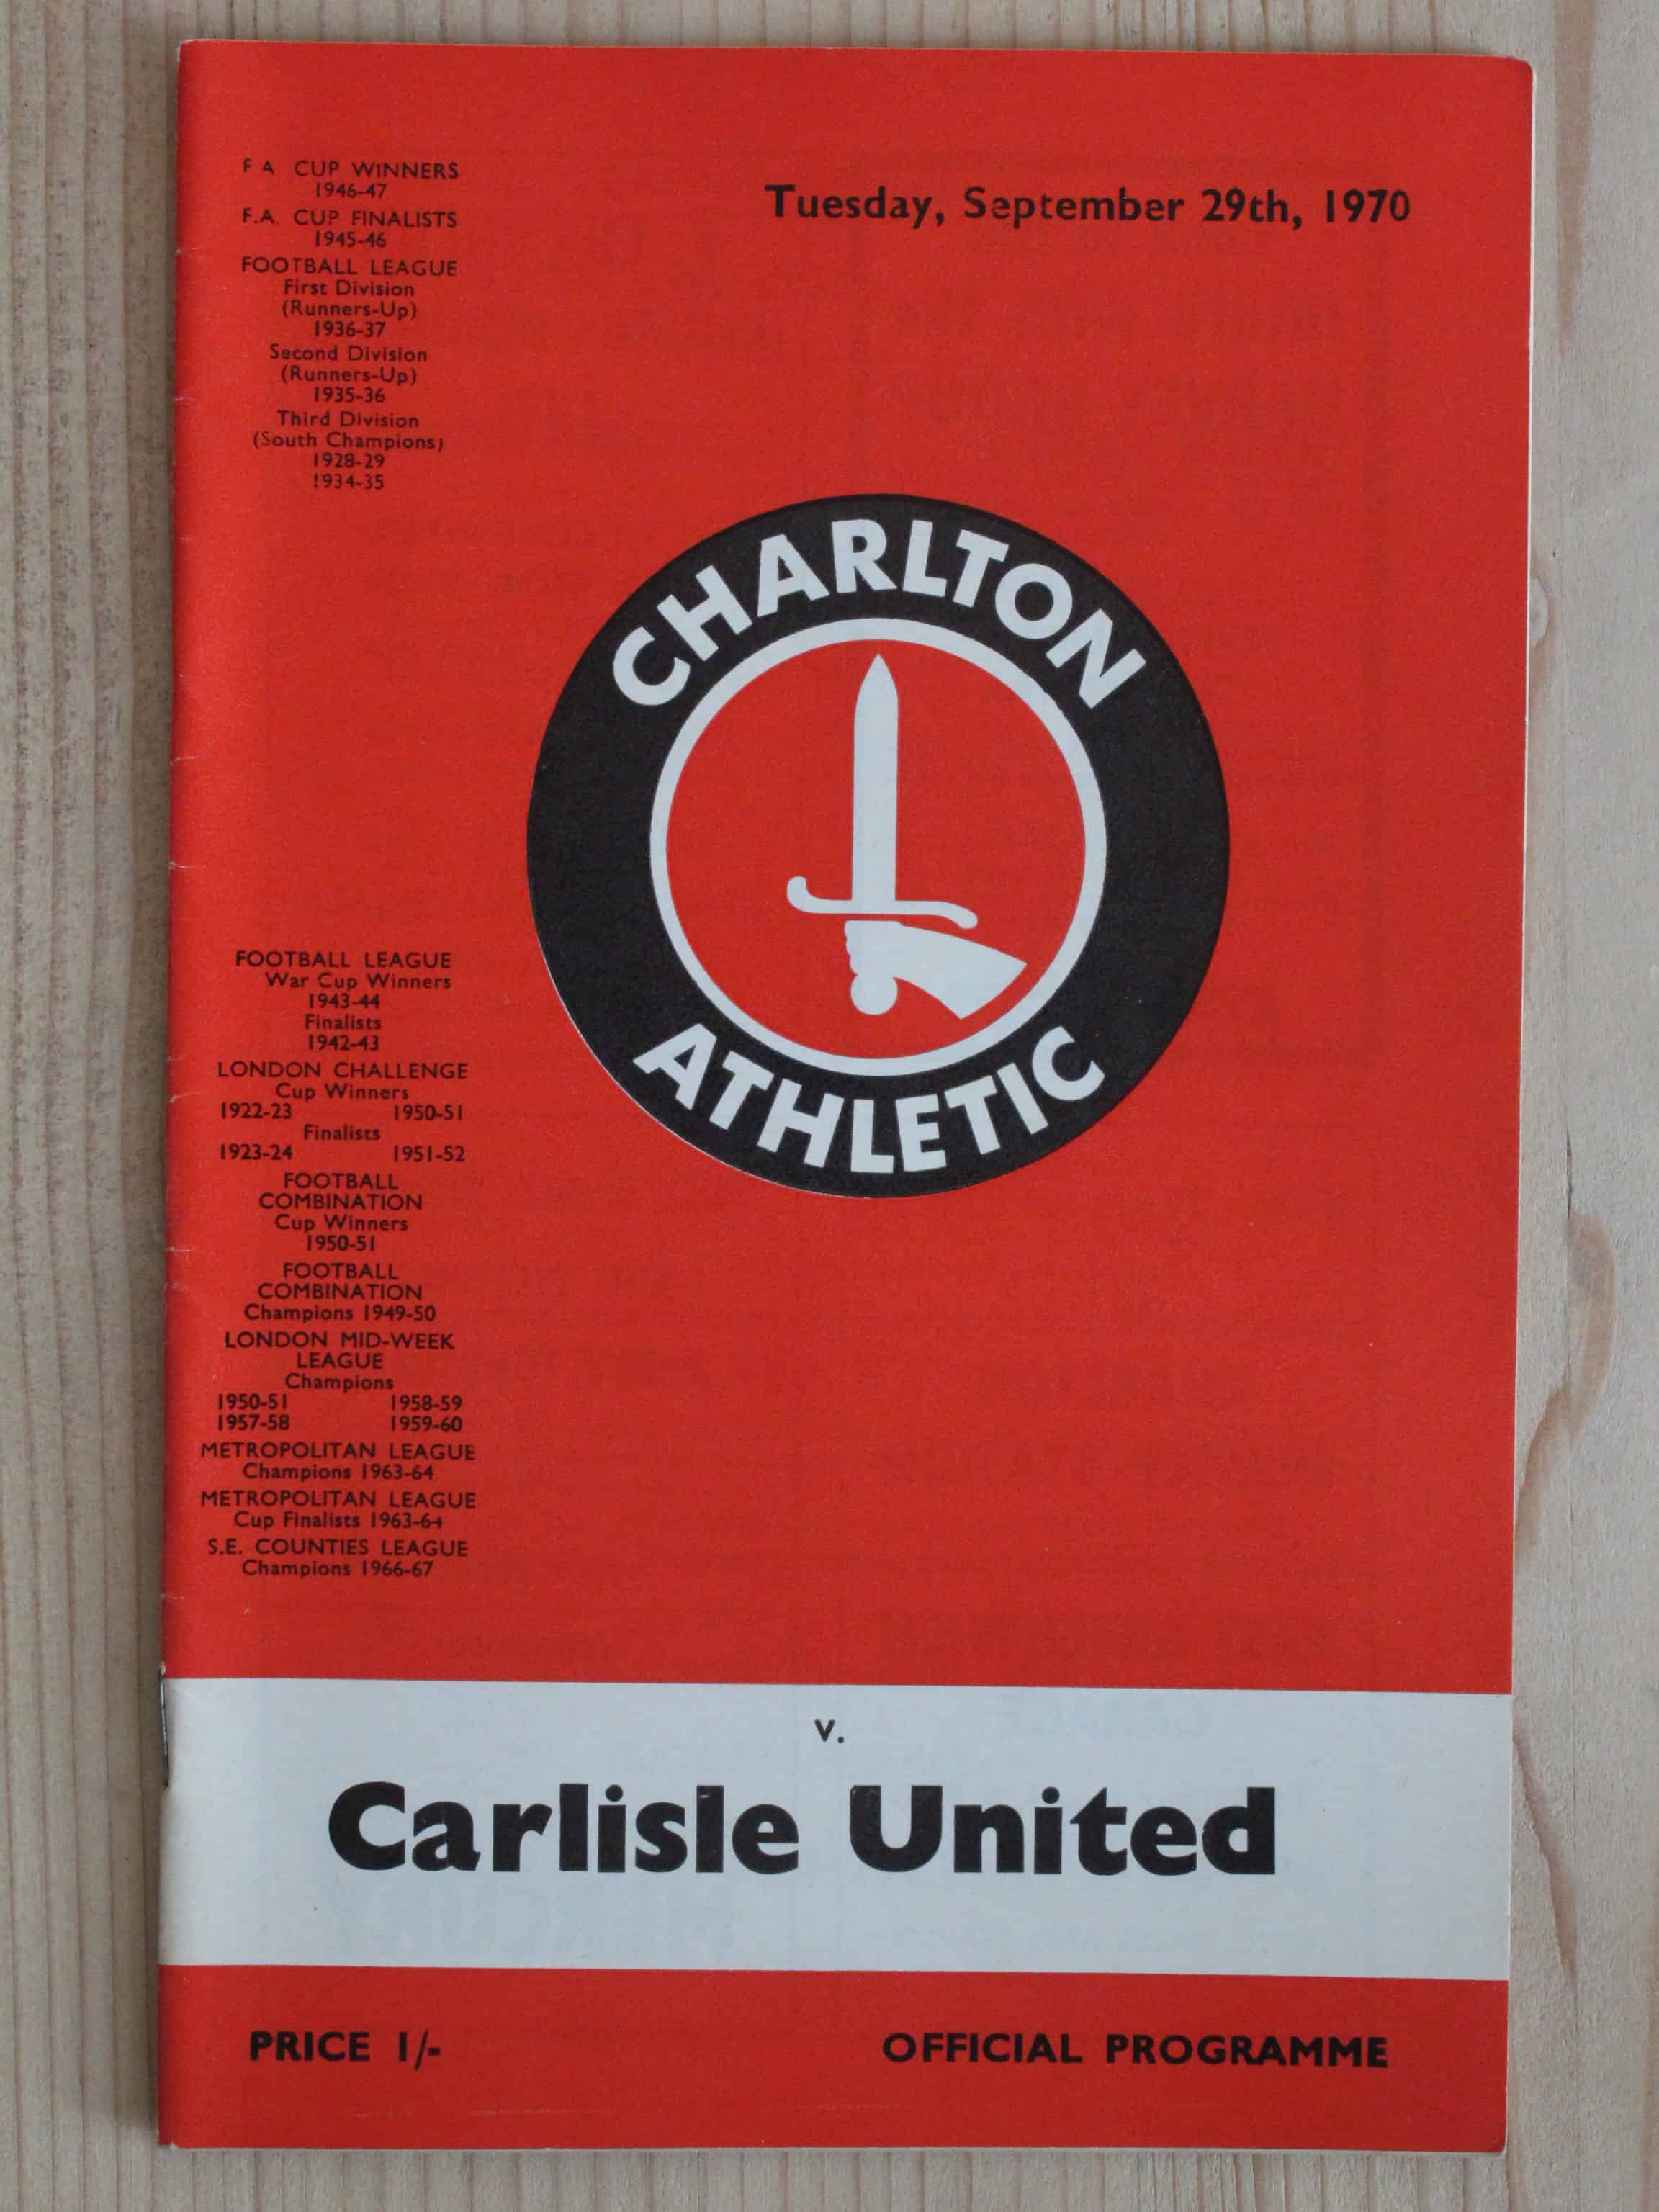 F A CUP WINNERS
1946-47
F.A. CUP FINALISTS
1945-46
FOOTBALL LEAGUE
First Division
(Runners-Up)
1936-37
Second Division
(Runners-Up)
1935-36
Third Division
(South Champions)
1928-29
1934-35
Tuesday, September 29th, 1970
CHARLTON
ATHLETIC
FOOTBALL LEAGUE
War Cup Winners
1943-44
Finalists
1942-43
LONDON CHALLENGE
Cup Winners
1922-23 1950-51
Finalists
1923-24 1951-52
FOOTBALL
COMBINATION
Cup Winners
1950-51
FOOTBALL
COMBINATION
Champions 1949-50
LONDON MID-WEEK
LEAGUE
Champions
1950-51 1958-59
1957-58 1959-60
METROPOLITAN LEAGUE
Champions 1963-64
METROPOLITAN LEAGUE
Cup Finalists 1963-64
S.E. COUNTIES LEAGUE
Champions 1966-67
v.
Carlisle United
PRICE 1/- OFFICIAL PROGRAMME